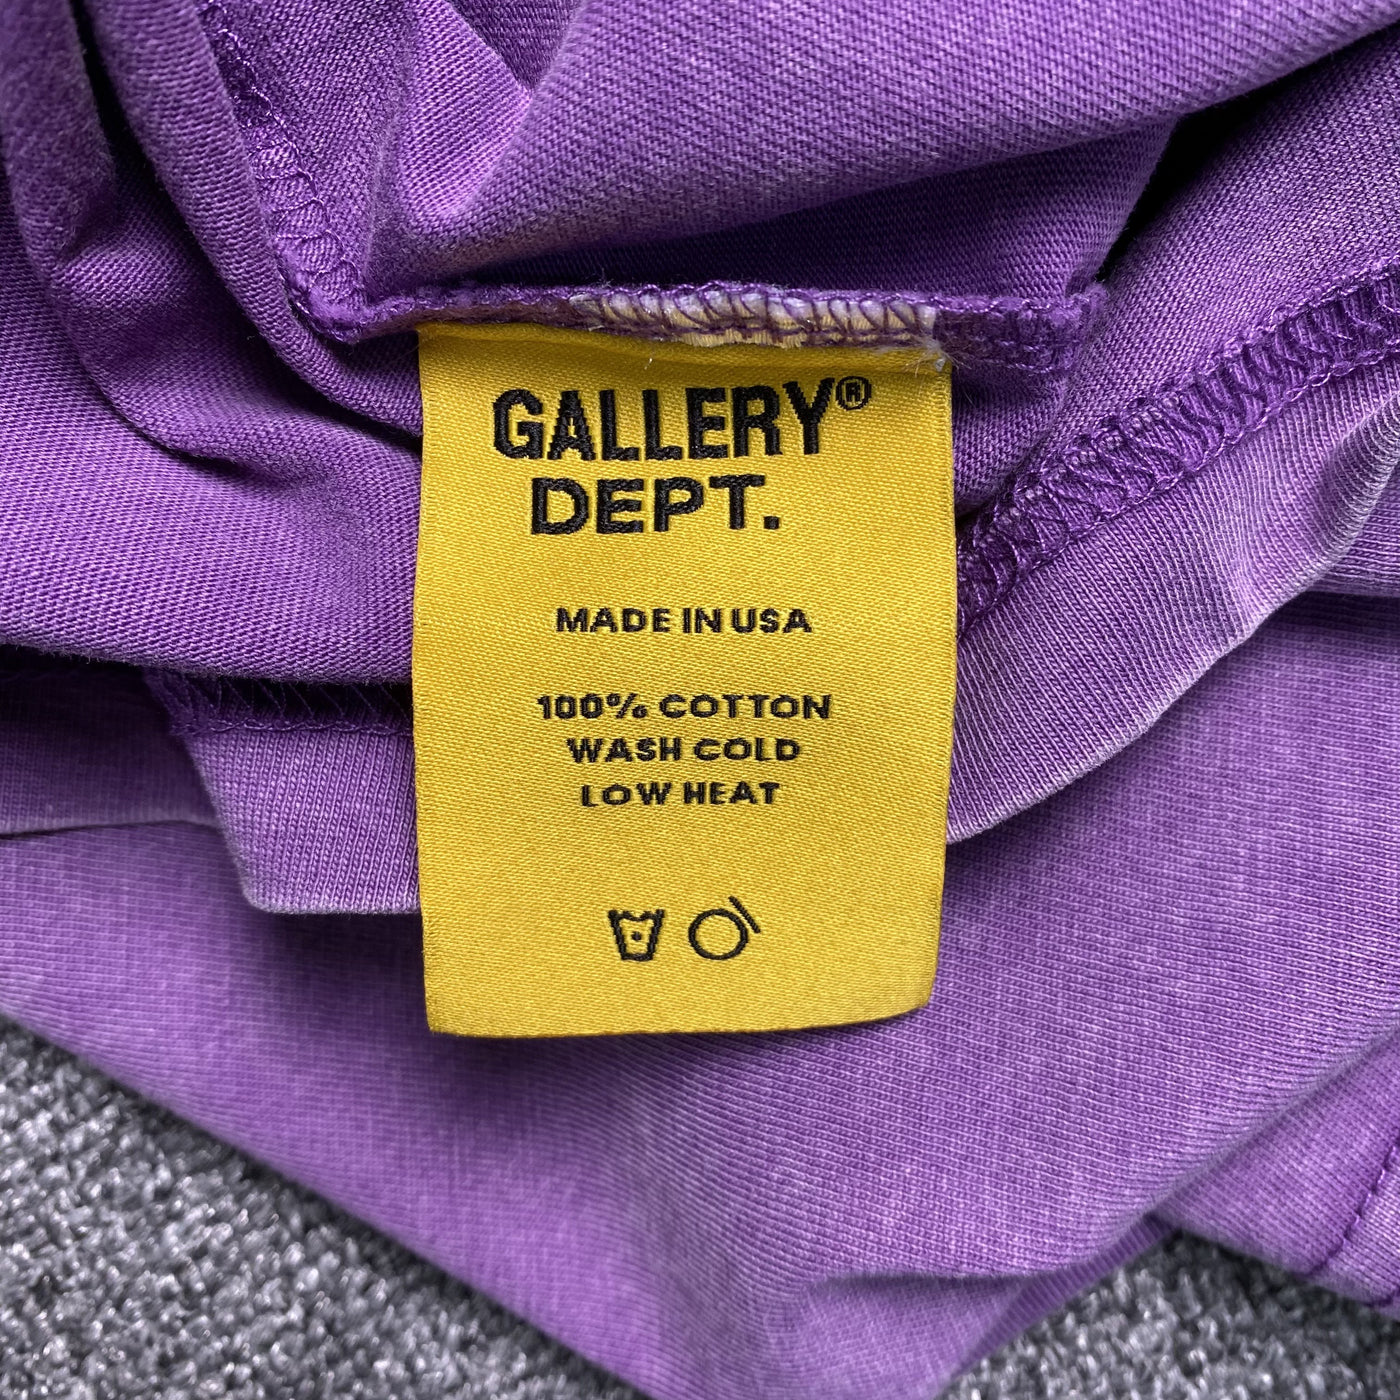 GALLERY®
DEPT.
MADE IN USA
100% COTTON
WASH COLD
LOW HEAT